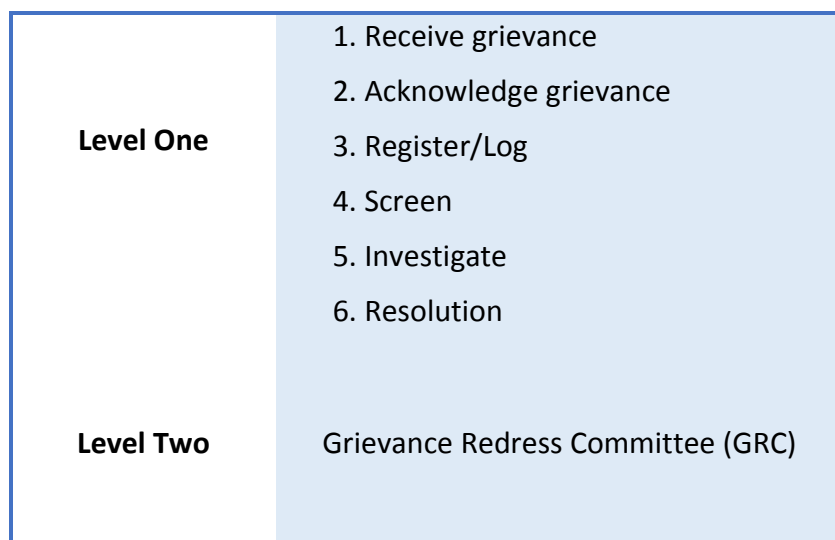 1. Receive grievance
2. Acknowledge grievance
Level One
3. Register/Log
4. Screen
5. Investigate
6. Resolution
Level Two
Grievance Redress Committee (GRC)